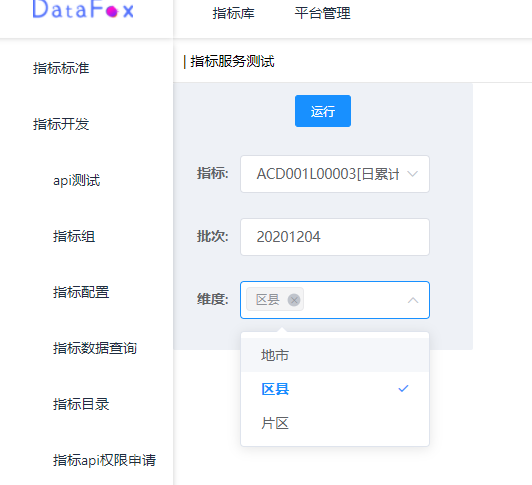 DataFox
指标库
平台管理
指标标准
指标开发
api测试
指标组
指标配置
指标数据查询
指标目录
指标api权限申请
| 指标服务测试
运行
指标: ACD001L00003[日累计
批次: 20201204
维度: 区县
地市
区县
片区